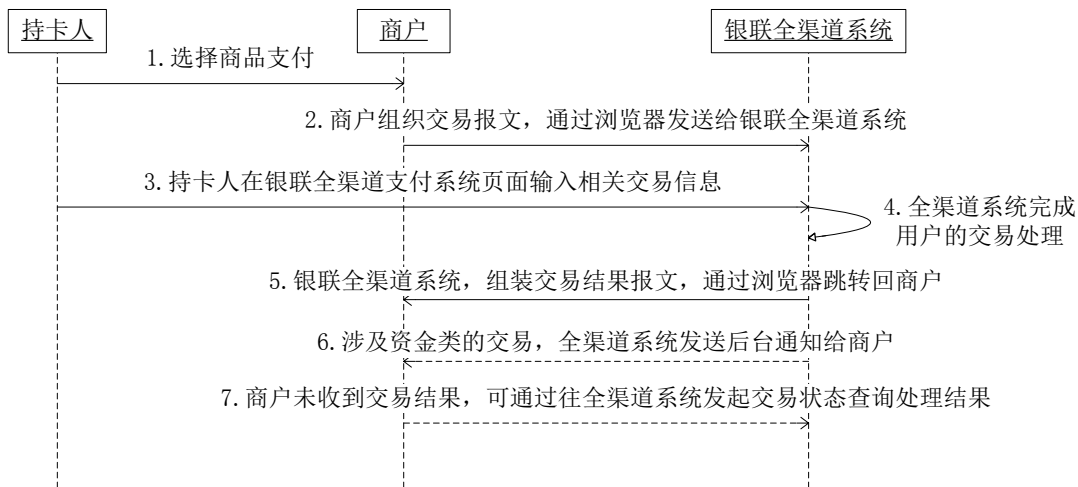 持卡人
商户
银联全渠道系统
1.选择商品支付
2.商户组织交易报文，通过浏览器发送给银联全渠道系统
3.持卡人在银联全渠道支付系统页面输入相关交易信息
4.全渠道系统完成
用户的交易处理
5.银联全渠道系统，组装交易结果报文，通过浏览器跳转回商户
6.涉及资金类的交易，全渠道系统发送后台通知给商户
7.商户未收到交易结果，可通过往全渠道系统发起交易状态查询处理结果